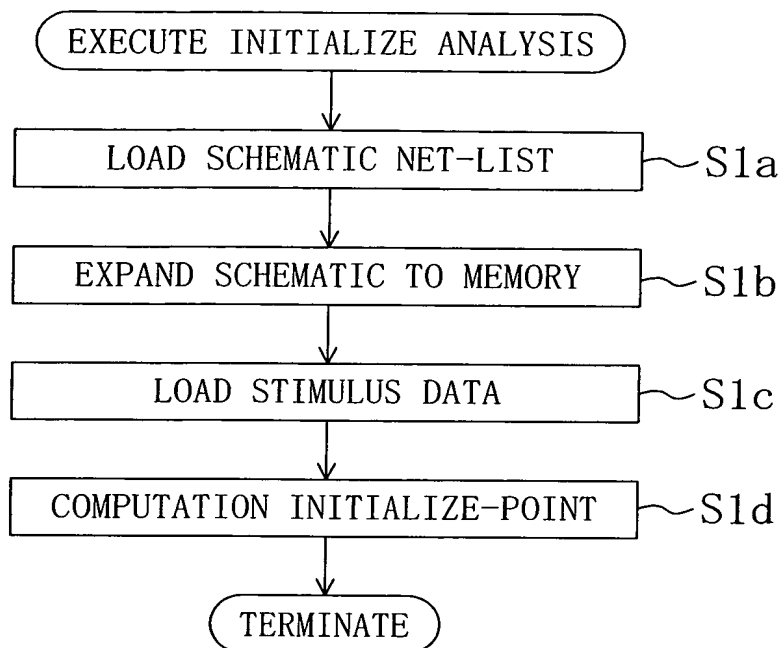 EXECUTE INITIALIZE ANALYSIS
LOAD SCHEMATIC NET-LIST
S1a
EXPAND SCHEMATIC TO MEMORY
S1b
LOAD STIMULUS DATA
S1c
COMPUTATION INITIALIZE-POINT
S1d
TERMINATE